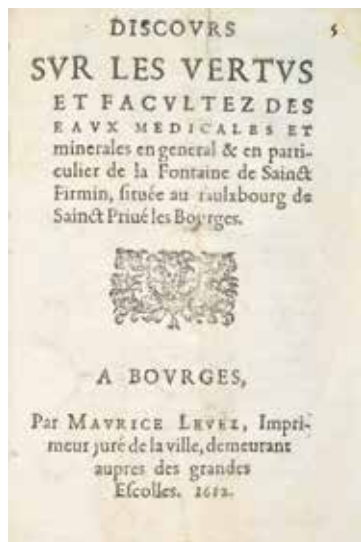 DISCOVRS 5
SVR LES VERTVS
ET FACVLTEZ DES
EAVX MEDICALES ET
minerales en general & en parti-
culier de la Fontaine de Sainct
Firmin, ſituée au faulxbourg de
Sainct Priué les Bourges.
A BOVRGES,
Par MAVRICE LEVEZ, Impri-
meur juré de la ville, demeurant
aupres des grandes
Eſcolles. 1612.